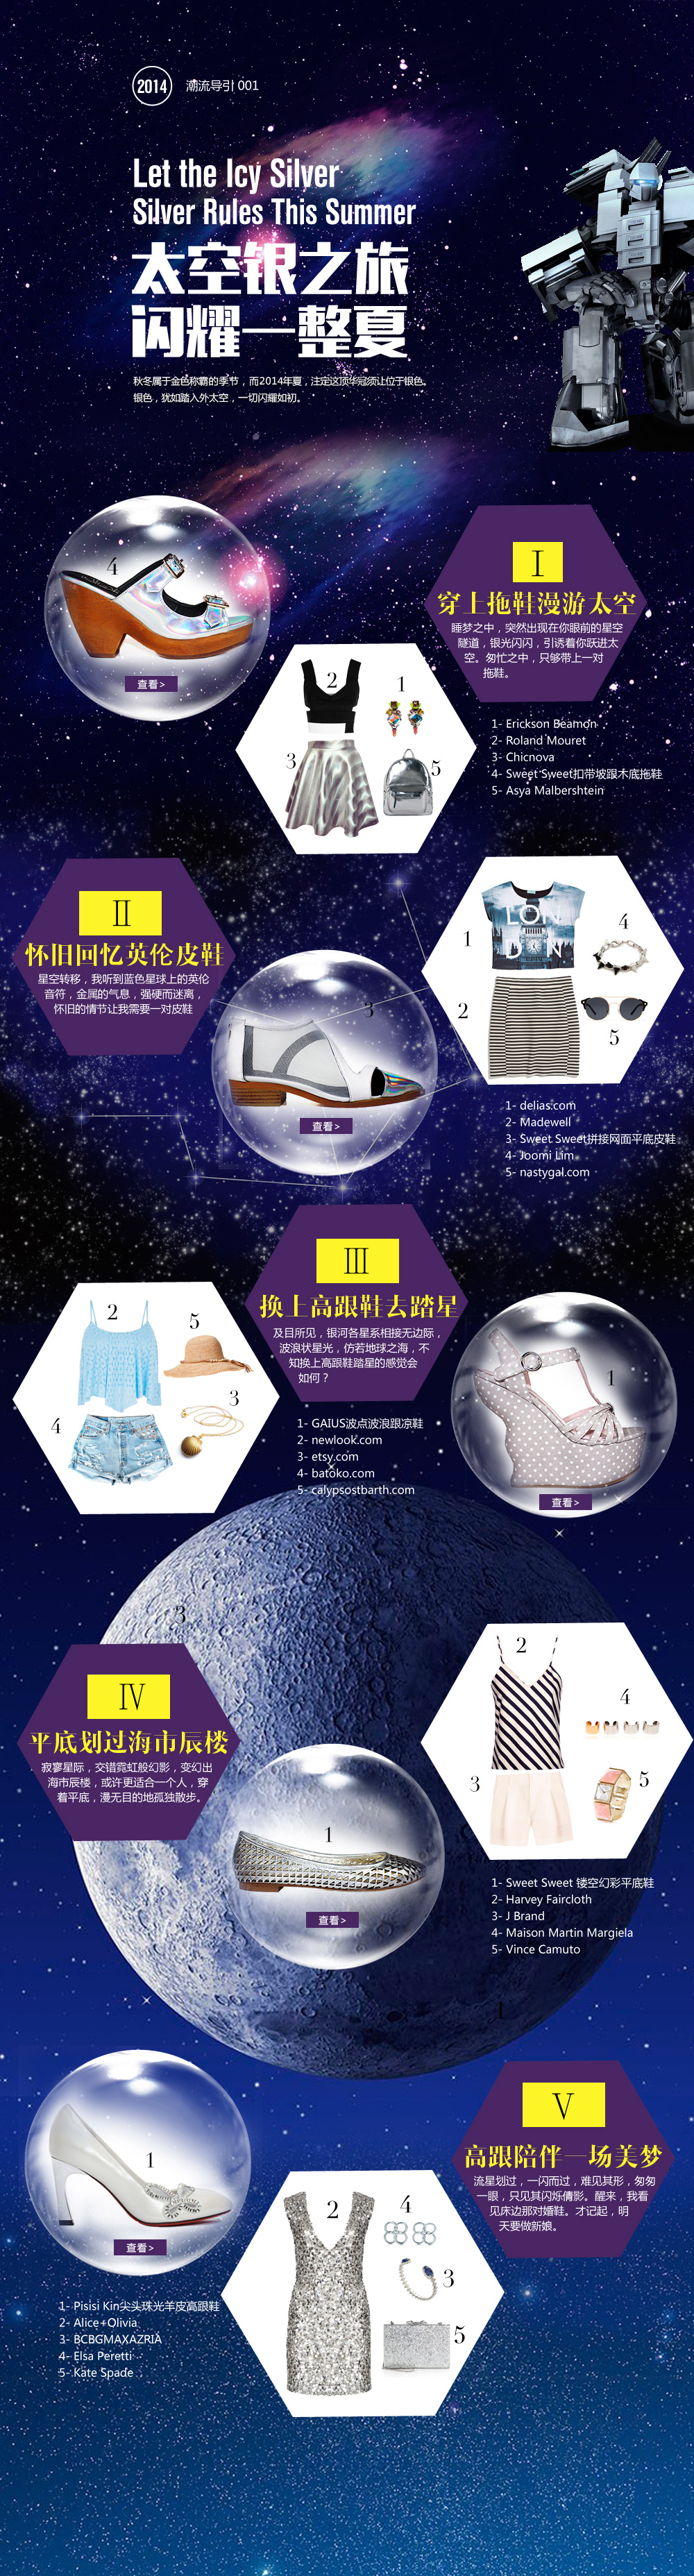 2014
潮流导引 001
Let the Icy Silver
Silver Rules This Summer
太空银之旅
闪耀一整夏
秋冬属于金色称霸的季节，而2014年夏，注定这顶华冠须让位于银色。
银色，犹如踏入外太空，一切闪耀如初。
4
查看>
I
穿上拖鞋漫游太空
睡梦之中，突然出现在你眼前的星空
隧道，银光闪闪，引诱着你跃进太
空。匆忙之中，只够带上一对
拖鞋。
2
1
3
5
1- Erickson Beamon
2- Roland Mouret
3- Chicnova
4- Sweet Sweet扣带坡跟木底拖鞋
5- Asya Malbershtein
II
怀旧回忆英伦皮鞋
星空转移，我听到蓝色星球上的英伦
音符，金属的气息，强硬而迷离，
怀旧的情节让我需要一对皮鞋
3
查看>
LON
DON
1
4
2
5
1- delias.com
2- Madewell
3- Sweet Sweet拼接网面平底皮鞋
4- Joomi Lim
5- nastygal.com
III
换上高跟鞋去踏星
及目所见，银河各星系相接无边际，
波浪状星光，仿若地球之海，不
知换上高跟鞋踏星的感觉会
如何？
2
5
3
4
1- GAIUS波点波浪跟凉鞋
2- newlook.com
3- etsy.com
4- batoko.com
5- calypsostbarth.com
1
查看>
3
IV
平底划过海市辰楼
寂寥星际，交错霓虹般幻影，变幻出
海市辰楼，或许更适合一个人，穿
着平底，漫无目的地孤独散步。
1
查看>
2
4
3
5
1- Sweet Sweet 镂空幻彩平底鞋
2- Harvey Faircloth
3- J Brand
4- Maison Martin Margiela
5- Vince Camuto
1
1
查看>
V
高跟陪伴一场美梦
流星划过，一闪而过，难见其形，匆匆
一眼，只见其闪烁倩影。醒来，我看
见床边那对婚鞋。才记起，明
天要做新娘。
2
4
3
5
1- Pisisi Kin尖头珠光羊皮高跟鞋
2- Alice+Olivia
3- BCBGMAXAZRIA
4- Elsa Peretti
5- Kate Spade